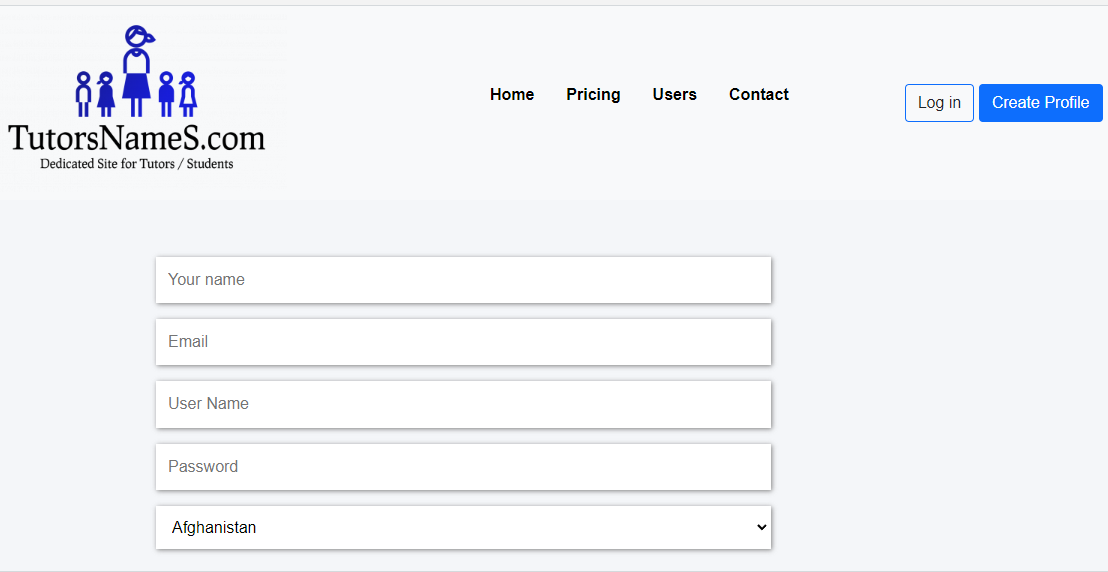 TutorsNameS.com
Dedicated Site for Tutors / Students
Home Pricing Users Contact
Log in Create Profile
Your name
Email
User Name
Password
Afghanistan